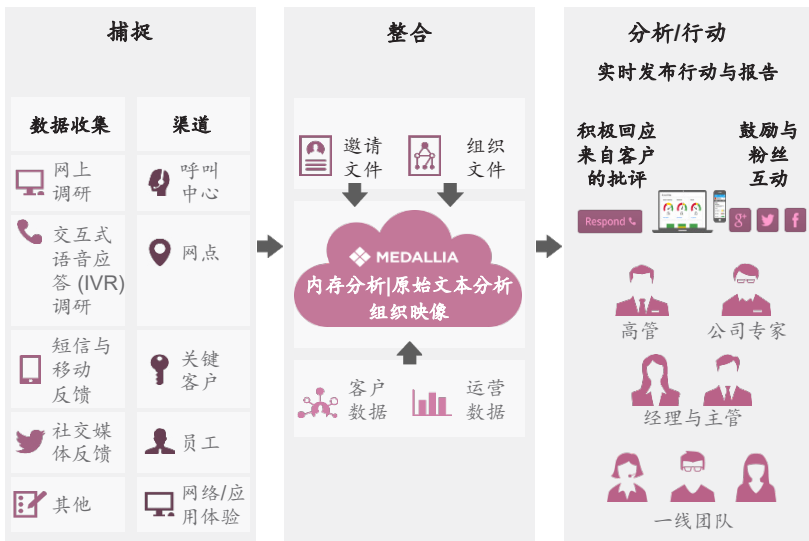 捕捉
数据收集
渠道
网上
调研
呼叫
中心
交互式
语音应
答 (IVR)
调研
网点
短信与
移动
反馈
关键
客户
社交媒
体反馈
员工
其他
网络/应
用体验
整合
邀请
文件
组织
文件
MEDALLIA
内存分析|原始文本分析
组织映像
客户
数据
运营
数据
分析/行动
实时发布行动与报告
积极回应
来自客户
的批评
鼓励与
粉丝
互动
Respond
g+
f
高管
公司专家
经理与主管
一线团队